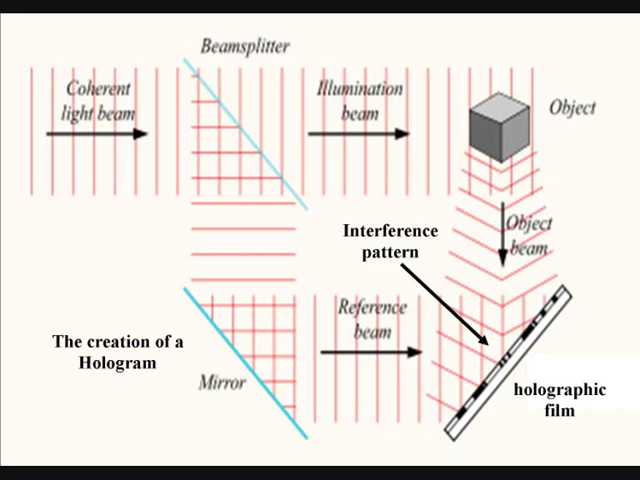 Beamsplitter
Coherent
light beam
Illumination
beam
Object
Interference
pattern
Object
beam
The creation of a
Hologram
Reference
beam
Mirror
holographic
film